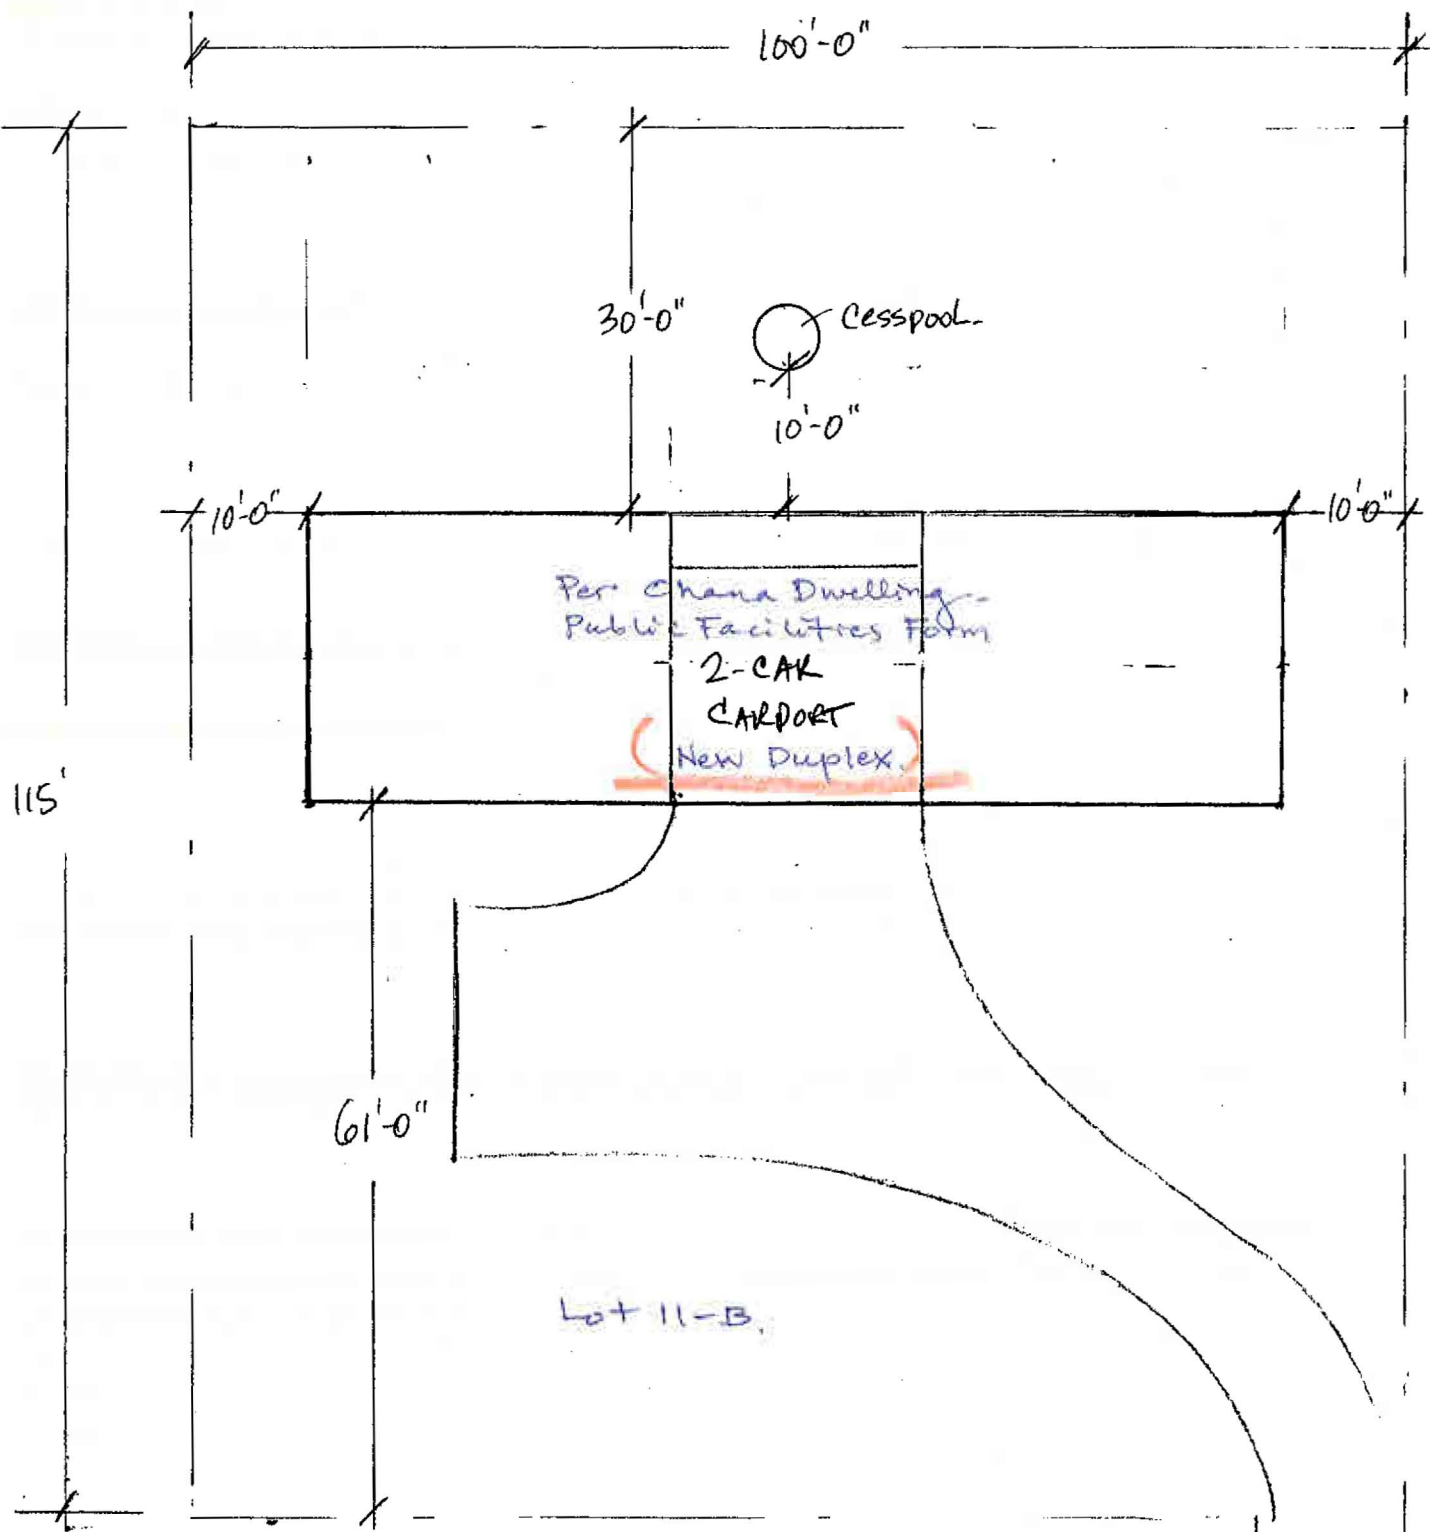 100'-0"
30'-0"
Cesspool
10'-0"
10'-0"
10'-0"
Per Ohana Dwelling
Public Facilities Form
2-CAR
CARPORT
(New Duplex)
115'
61'-0"
Lot 11-B.